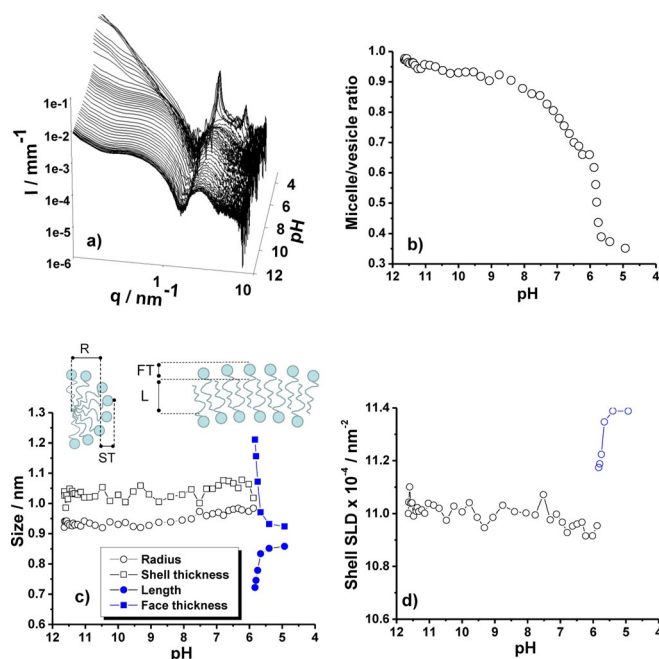 a)
1e-1
1e-2
1e-3
1e-4
1e-5
1e-6
I / mm-1
1
10
q / nm-1
4
6
8
10
12
pH
1.0
0.9
0.8
0.7
0.6
0.5
0.4
0.3
Micelle/vesicle ratio
b)
12 11 10 9 8 7 6 5 4
pH
R
ST
FT
L
1.3
1.2
1.1
1.0
0.9
0.8
0.7
0.6
Size / nm
c)
Radius
Shell thickness
Length
Face thickness
12 11 10 9 8 7 6 5 4
pH
11.4
11.2
11.0
10.8
10.6
Shell SLD x 10-4 / nm-2
d)
12 11 10 9 8 7 6 5 4
pH